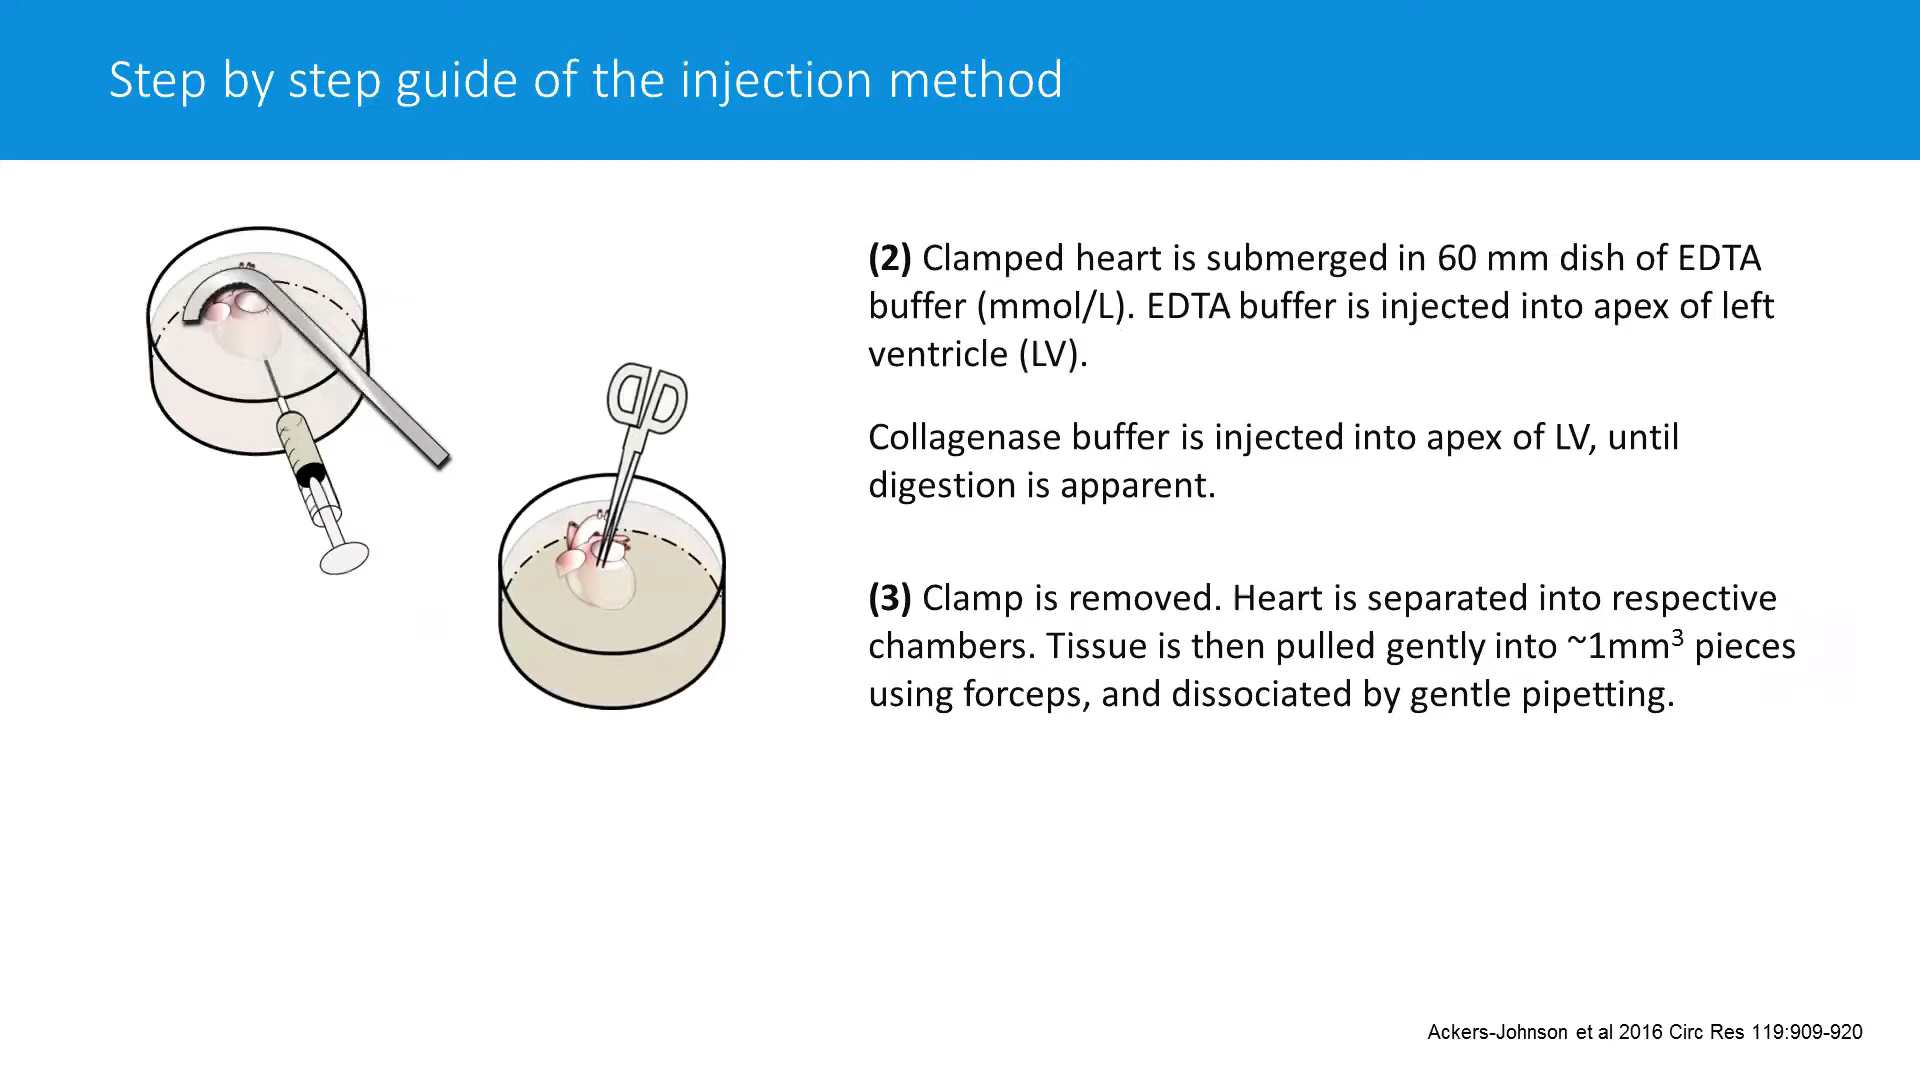 Step by step guide of the injection method
(2) Clamped heart is submerged in 60 mm dish of EDTA
buffer (mmol/L). EDTA buffer is injected into apex of left
ventricle (LV).
Collagenase buffer is injected into apex of LV, until
digestion is apparent.
(3) Clamp is removed. Heart is separated into respective
chambers. Tissue is then pulled gently into ~1mm³ pieces
using forceps, and dissociated by gentle pipetting.
Ackers-Johnson et al 2016 Circ Res 119:909-920